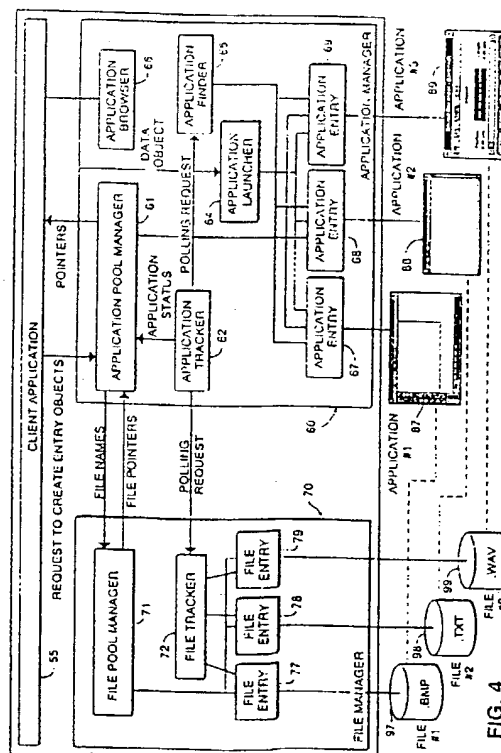 CLIENT APPLICATION
55
REQUEST TO CREATE ENTRY OBJECTS
POINTERS
FILE NAMES
FILE POINTERS
FILE POOL MANAGER
71
APPLICATION POOL MANAGER
61
APPLICATION BROWSER
66
DATA OBJECT
APPLICATION STATUS
POLLING REQUEST
APPLICATION TRACKER
62
POLLING REQUEST
APPLICATION LAUNCHER
64
APPLICATION FINDER
65
FILE TRACKER
72
70
60
FILE ENTRY
77
FILE ENTRY
78
FILE ENTRY
79
APPLICATION ENTRY
67
APPLICATION ENTRY
68
APPLICATION ENTRY
69
FILE MANAGER
APPLICATION MANAGER
APPLICATION #1
87
APPLICATION #2
88
APPLICATION #3
89
97
.BMP
FILE #1
98
.TXT
FILE #2
99
.WAV
FILE
FIG. 4